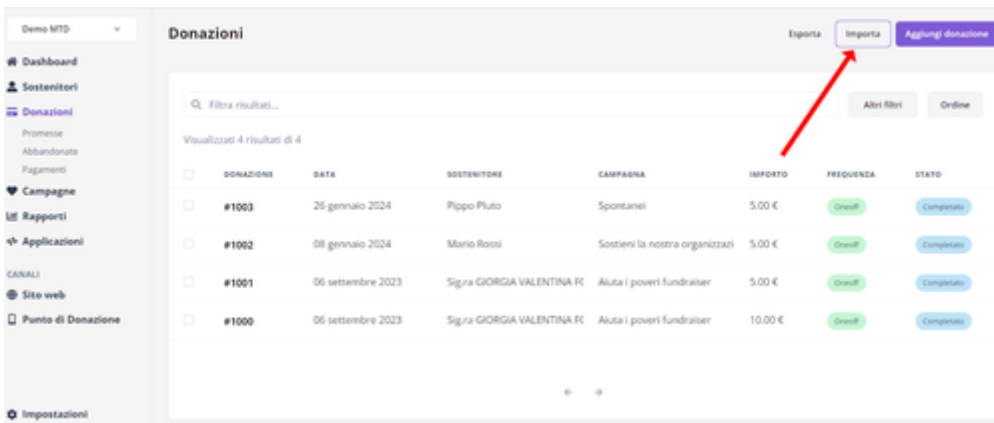 Demo MTD
Donazioni
Esporta
Importa
Aggiungi donazione
Dashboard
Sostenitori
Donazioni
Promesse
Abbandonate
Pagamenti
Campagne
Rapporti
Applicazioni
CANALI
Sito web
Punto di Donazione
Impostazioni
Filtra risultati...
Altri filtri
Ordine
Visualizzati 4 risultati di 4
DONAZIONE DATA SOSTENITORE CAMPAGNA IMPORTO FREQUENZA STATO
#1003 26 gennaio 2024 Pippo Pluto Spontanei 5.00 € Oneoff Completato
#1002 08 gennaio 2024 Mario Rossi Sostieni la nostra organizzazi 5.00 € Oneoff Completato
#1001 06 settembre 2023 Sig.ra GIORGIA VALENTINA FC Aiuta i poveri fundraiser 5.00 € Oneoff Completato
#1000 06 settembre 2023 Sig.ra GIORGIA VALENTINA FC Aiuta i poveri fundraiser 10.00 € Oneoff Completato